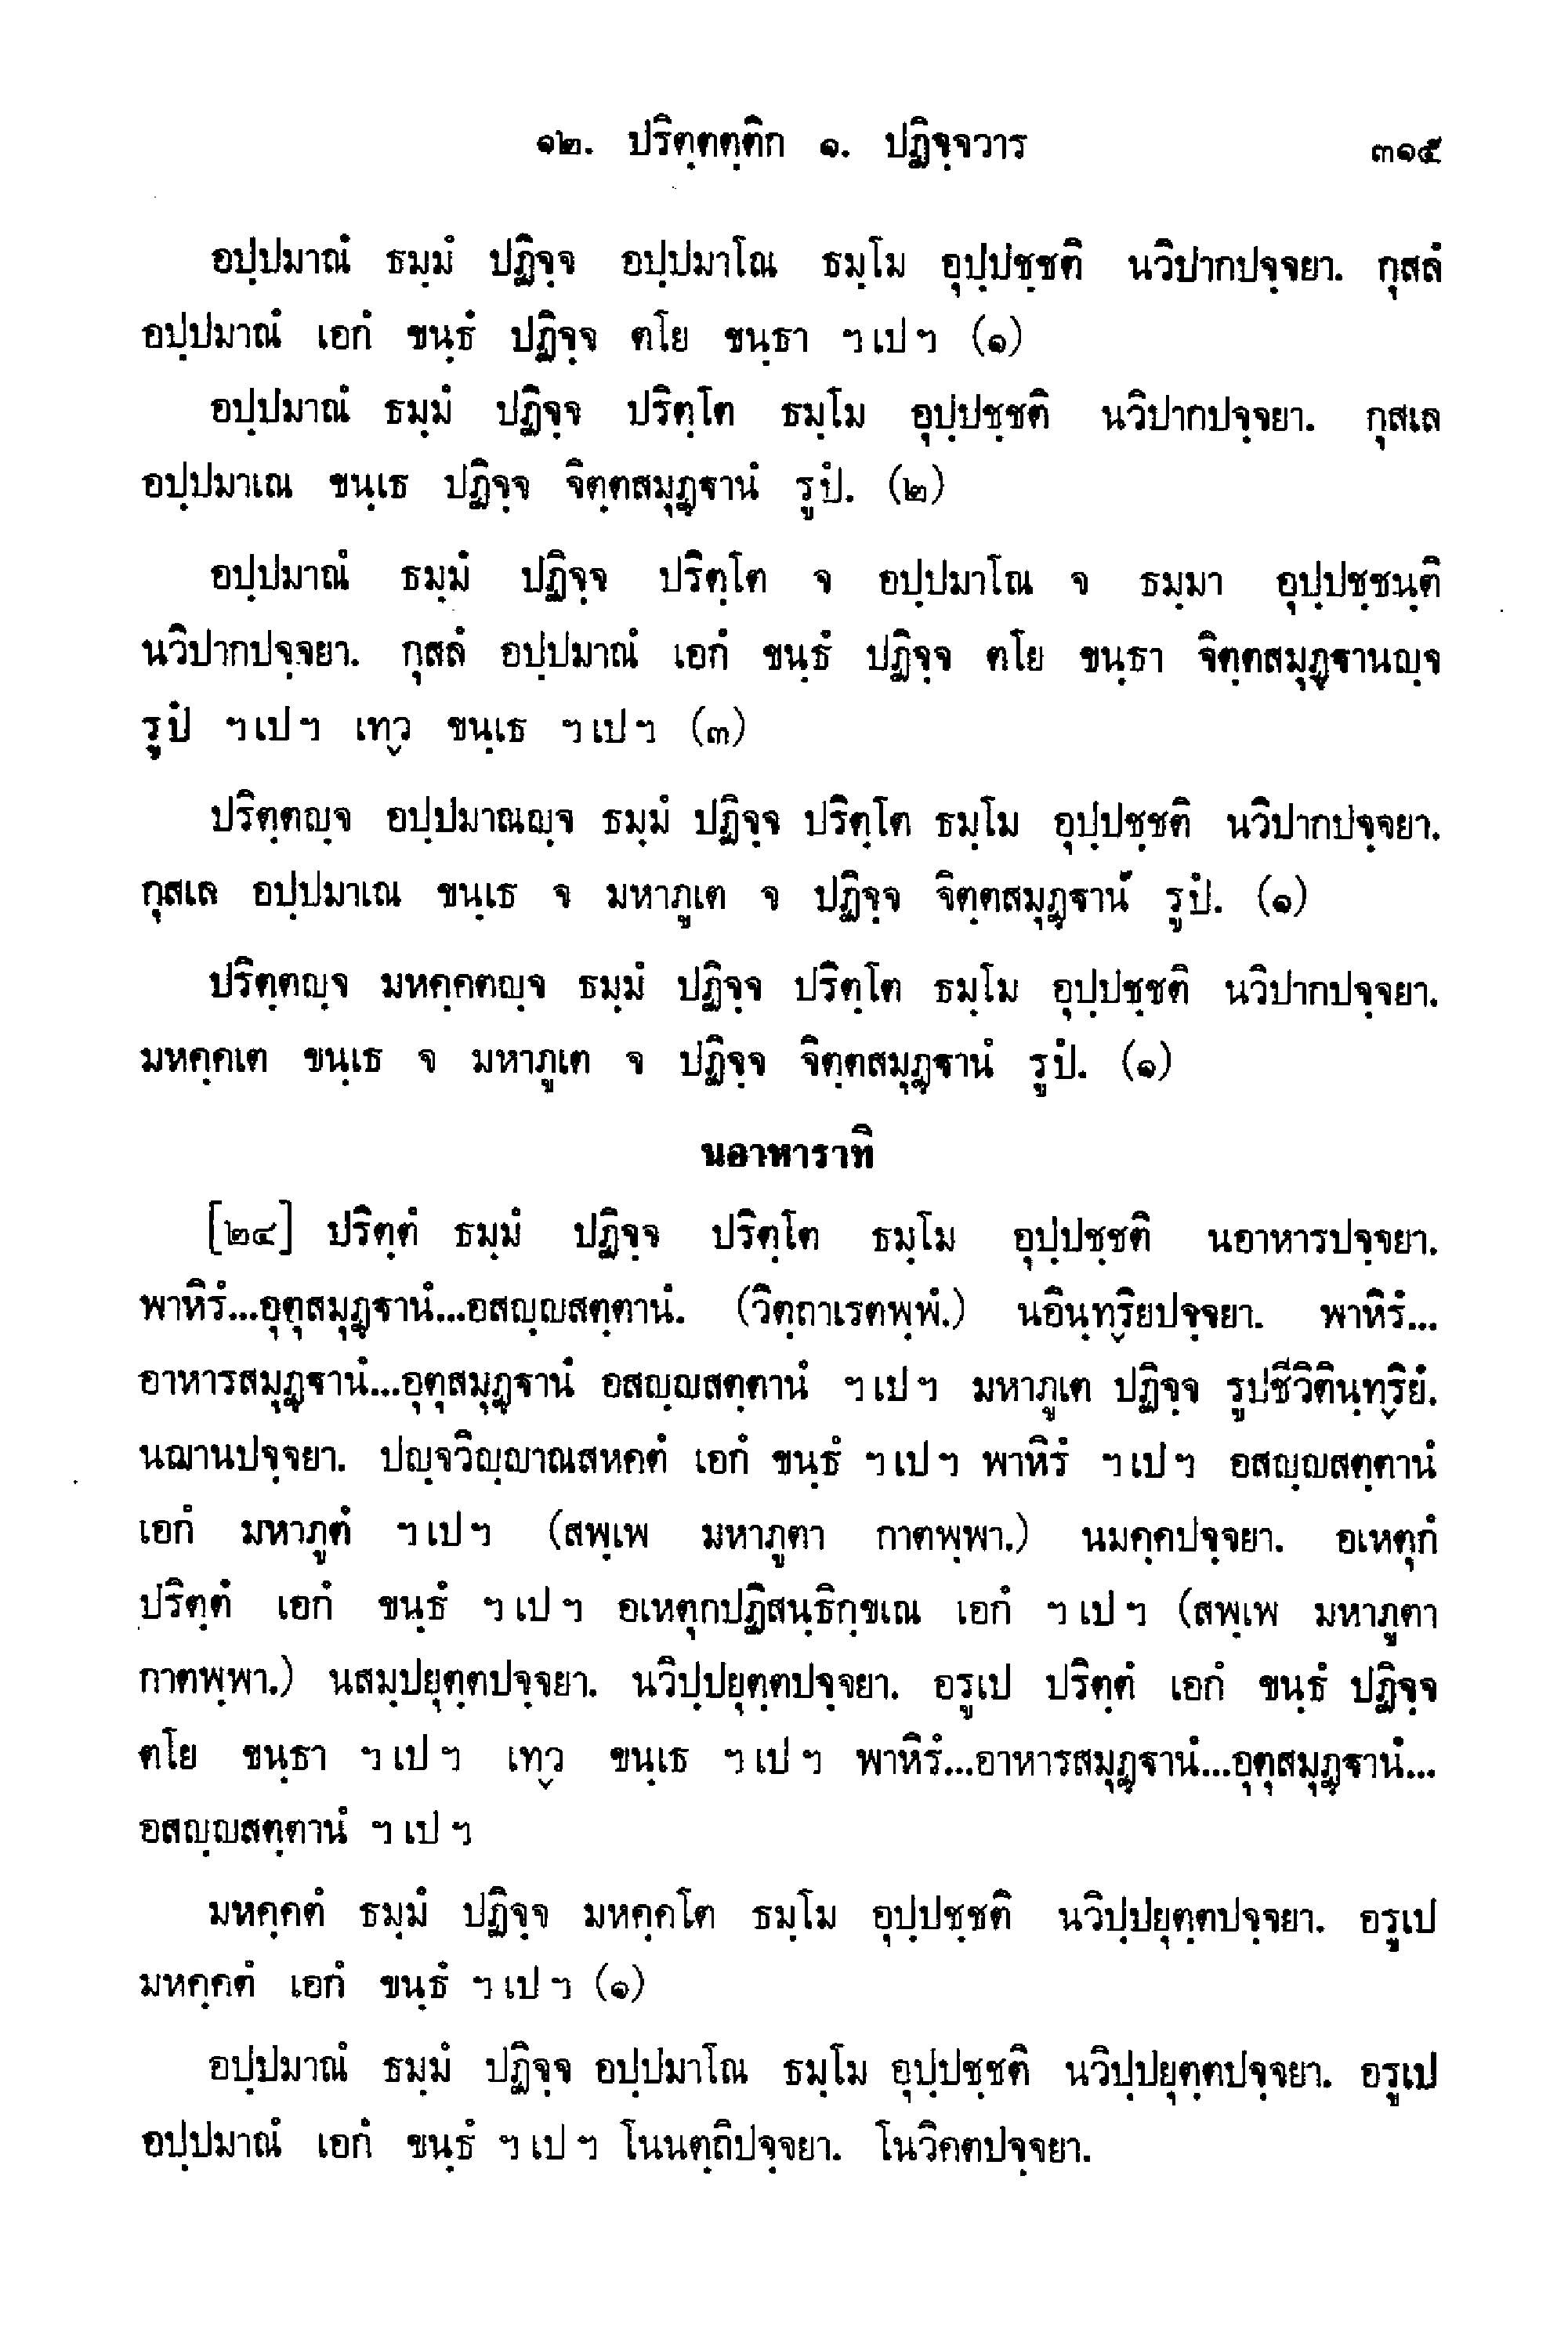 ๑๒. ปริตฺตตฺติก ๑. ปฏิจฺจวาร ๓๑๕
อปฺปมาณํ ธมฺมํ ปฏิจฺจ อปฺปมาโณ ธมฺโม อุปฺปชฺชติ นวิปากปจฺจยา. กุสลํ
อปฺปมาณํ เอกํ ขนฺธํ ปฏิจฺจ ตโย ขนฺธา ฯ เป ฯ (๑)
อปฺปมาณํ ธมฺมํ ปฏิจฺจ ปริตฺโต ธมฺโม อุปฺปชฺชติ นวิปากปจฺจยา. กุสเล
อปฺปมาเณ ขนฺเธ ปฏิจฺจ จิตฺตสมุฏฺฐานํ รูปํ. (๒)
อปฺปมาณํ ธมฺมํ ปฏิจฺจ ปริตฺโต จ อปฺปมาโณ จ ธมฺมา อุปฺปชฺชนฺติ
นวิปากปจฺจยา. กุสลํ อปฺปมาณํ เอกํ ขนฺธํ ปฏิจฺจ ตโย ขนฺธา จิตฺตสมุฏฺฐานญฺจ
รูปํ ฯ เป ฯ เทฺว ขนฺเธ ฯ เป ฯ (๓)
ปริตฺตญฺจ อปฺปมาณญฺจ ธมฺมํ ปฏิจฺจ ปริตฺโต ธมฺโม อุปฺปชฺชติ นวิปากปจฺจยา.
กุสเล อปฺปมาเณ ขนฺเธ จ มหาภูเต จ ปฏิจฺจ จิตฺตสมุฏฺฐานํ รูปํ. (๑)
ปริตฺตญฺจ มหคฺคตญฺจ ธมฺมํ ปฏิจฺจ ปริตฺโต ธมฺโม อุปฺปชฺชติ นวิปากปจฺจยา.
มหคฺคเต ขนฺเธ จ มหาภูเต จ ปฏิจฺจ จิตฺตสมุฏฺฐานํ รูปํ. (๑)
นอาหาราทิ
[๒๔] ปริตฺตํ ธมฺมํ ปฏิจฺจ ปริตฺโต ธมฺโม อุปฺปชฺชติ นอาหารปจฺจยา.
พาหิรํ...อุตุสมุฏฺฐานํ...อสญฺญสตฺตานํ. (วิตฺถาเรตพฺพํ.) นอินฺทฺริยปจฺจยา. พาหิรํ...
อาหารสมุฏฺฐานํ...อุตุสมุฏฺฐานํ อสญฺญสตฺตานํ ฯ เป ฯ มหาภูเต ปฏิจฺจ รูปชีวิตินฺทฺริยํ.
นฌานปจฺจยา. ปญฺจวิญฺญาณสหคตํ เอกํ ขนฺธํ ฯ เป ฯ พาหิรํ ฯ เป ฯ อสญฺญสตฺตานํ
เอกํ มหาภูตํ ฯ เป ฯ (สพฺเพ มหาภูตา กาตพฺพา.) นมคฺคปจฺจยา. อเหตุกํ
ปริตฺตํ เอกํ ขนฺธํ ฯ เป ฯ อเหตุกปฏิสนฺธิกฺขเณ เอกํ ฯ เป ฯ (สพฺเพ มหาภูตา
กาตพฺพา.) นสมฺปยุตฺตปจฺจยา. นวิปฺปยุตฺตปจฺจยา. อรูเป ปริตฺตํ เอกํ ขนฺธํ ปฏิจฺจ
ตโย ขนฺธา ฯ เป ฯ เทฺว ขนฺเธ ฯ เป ฯ พาหิรํ...อาหารสมุฏฺฐานํ...อุตุสมุฏฺฐานํ...
อสญฺญสตฺตานํ ฯ เป ฯ
มหคฺคตํ ธมฺมํ ปฏิจฺจ มหคฺคโต ธมฺโม อุปฺปชฺชติ นวิปฺปยุตฺตปจฺจยา. อรูเป
มหคฺคตํ เอกํ ขนฺธํ ฯ เป ฯ (๑)
อปฺปมาณํ ธมฺมํ ปฏิจฺจ อปฺปมาโณ ธมฺโม อุปฺปชฺชติ นวิปฺปยุตฺตปจฺจยา. อรูเป
อปฺปมาณํ เอกํ ขนฺธํ ฯ เป ฯ โนนตฺถิปจฺจยา. โนวิคตปจฺจยา.